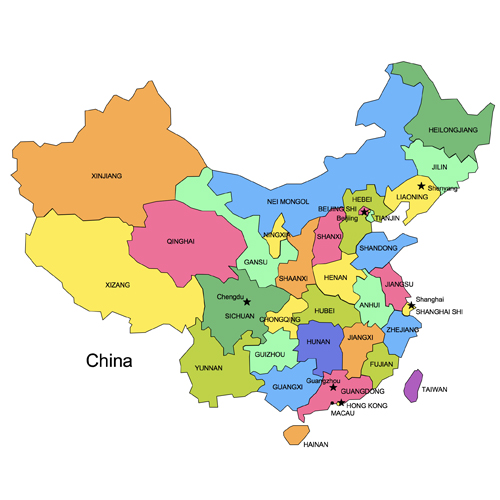 HEILONGJIANG
JILIN
XINJIANG
Shenyang
LIAONING
NEI MONGOL
HEBEI
BEIJING SHI
Beijing
TIANJIN
NINGXIA
SHANXI
QINGHAI
SHANDONG
GANSU
SHAANXI
HENAN
XIZANG
JIANGSU
Chengdu
Shanghai
ANHUI
SICHUAN
HUBEI
SHANGHAI SHI
CHONGQING
ZHEJIANG
HUNAN
JIANGXI
GUIZHOU
China
YUNNAN
FUJIAN
Guangzhou
GUANGXI
GUANGDONG
TAIWAN
HONG KONG
MACAU
HAINAN